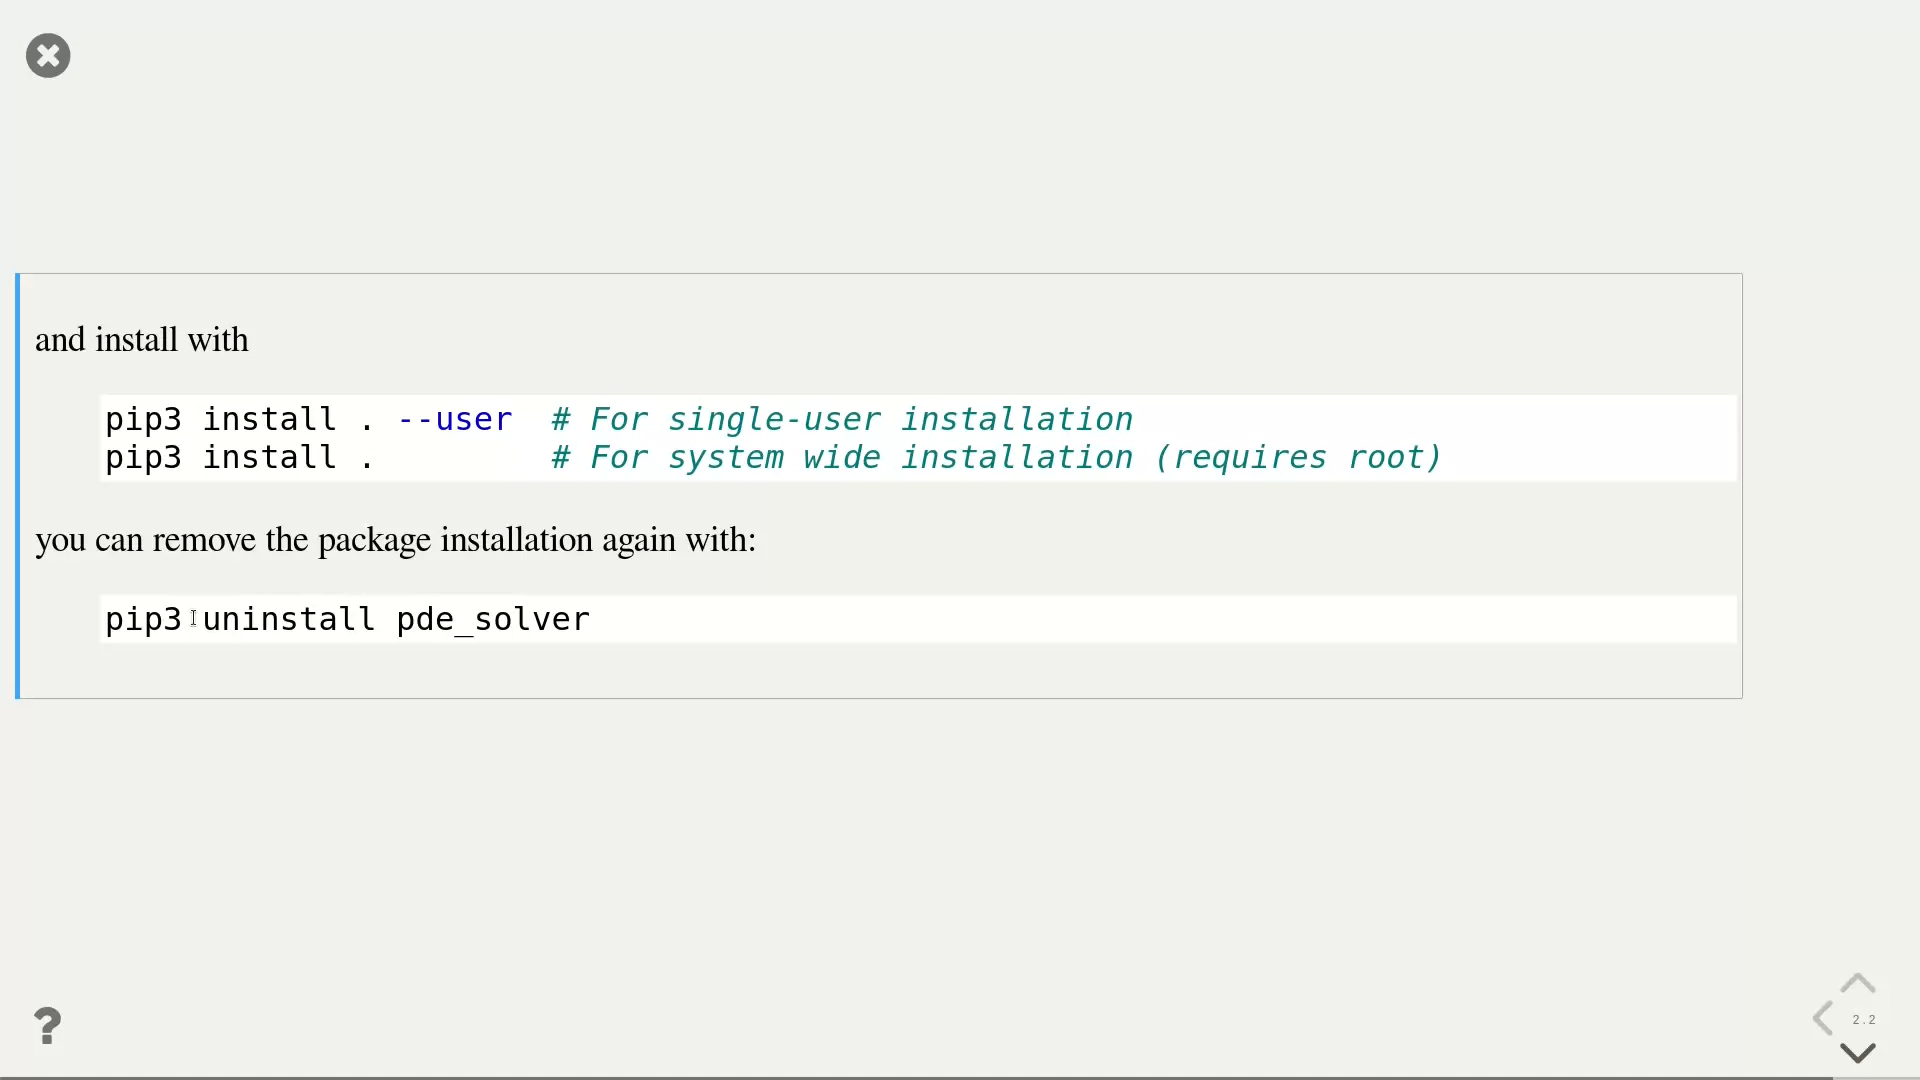 and install with
pip3 install . --user  # For single-user installation
pip3 install .         # For system wide installation (requires root)
you can remove the package installation again with:
pip3 uninstall pde_solver
?
2.2